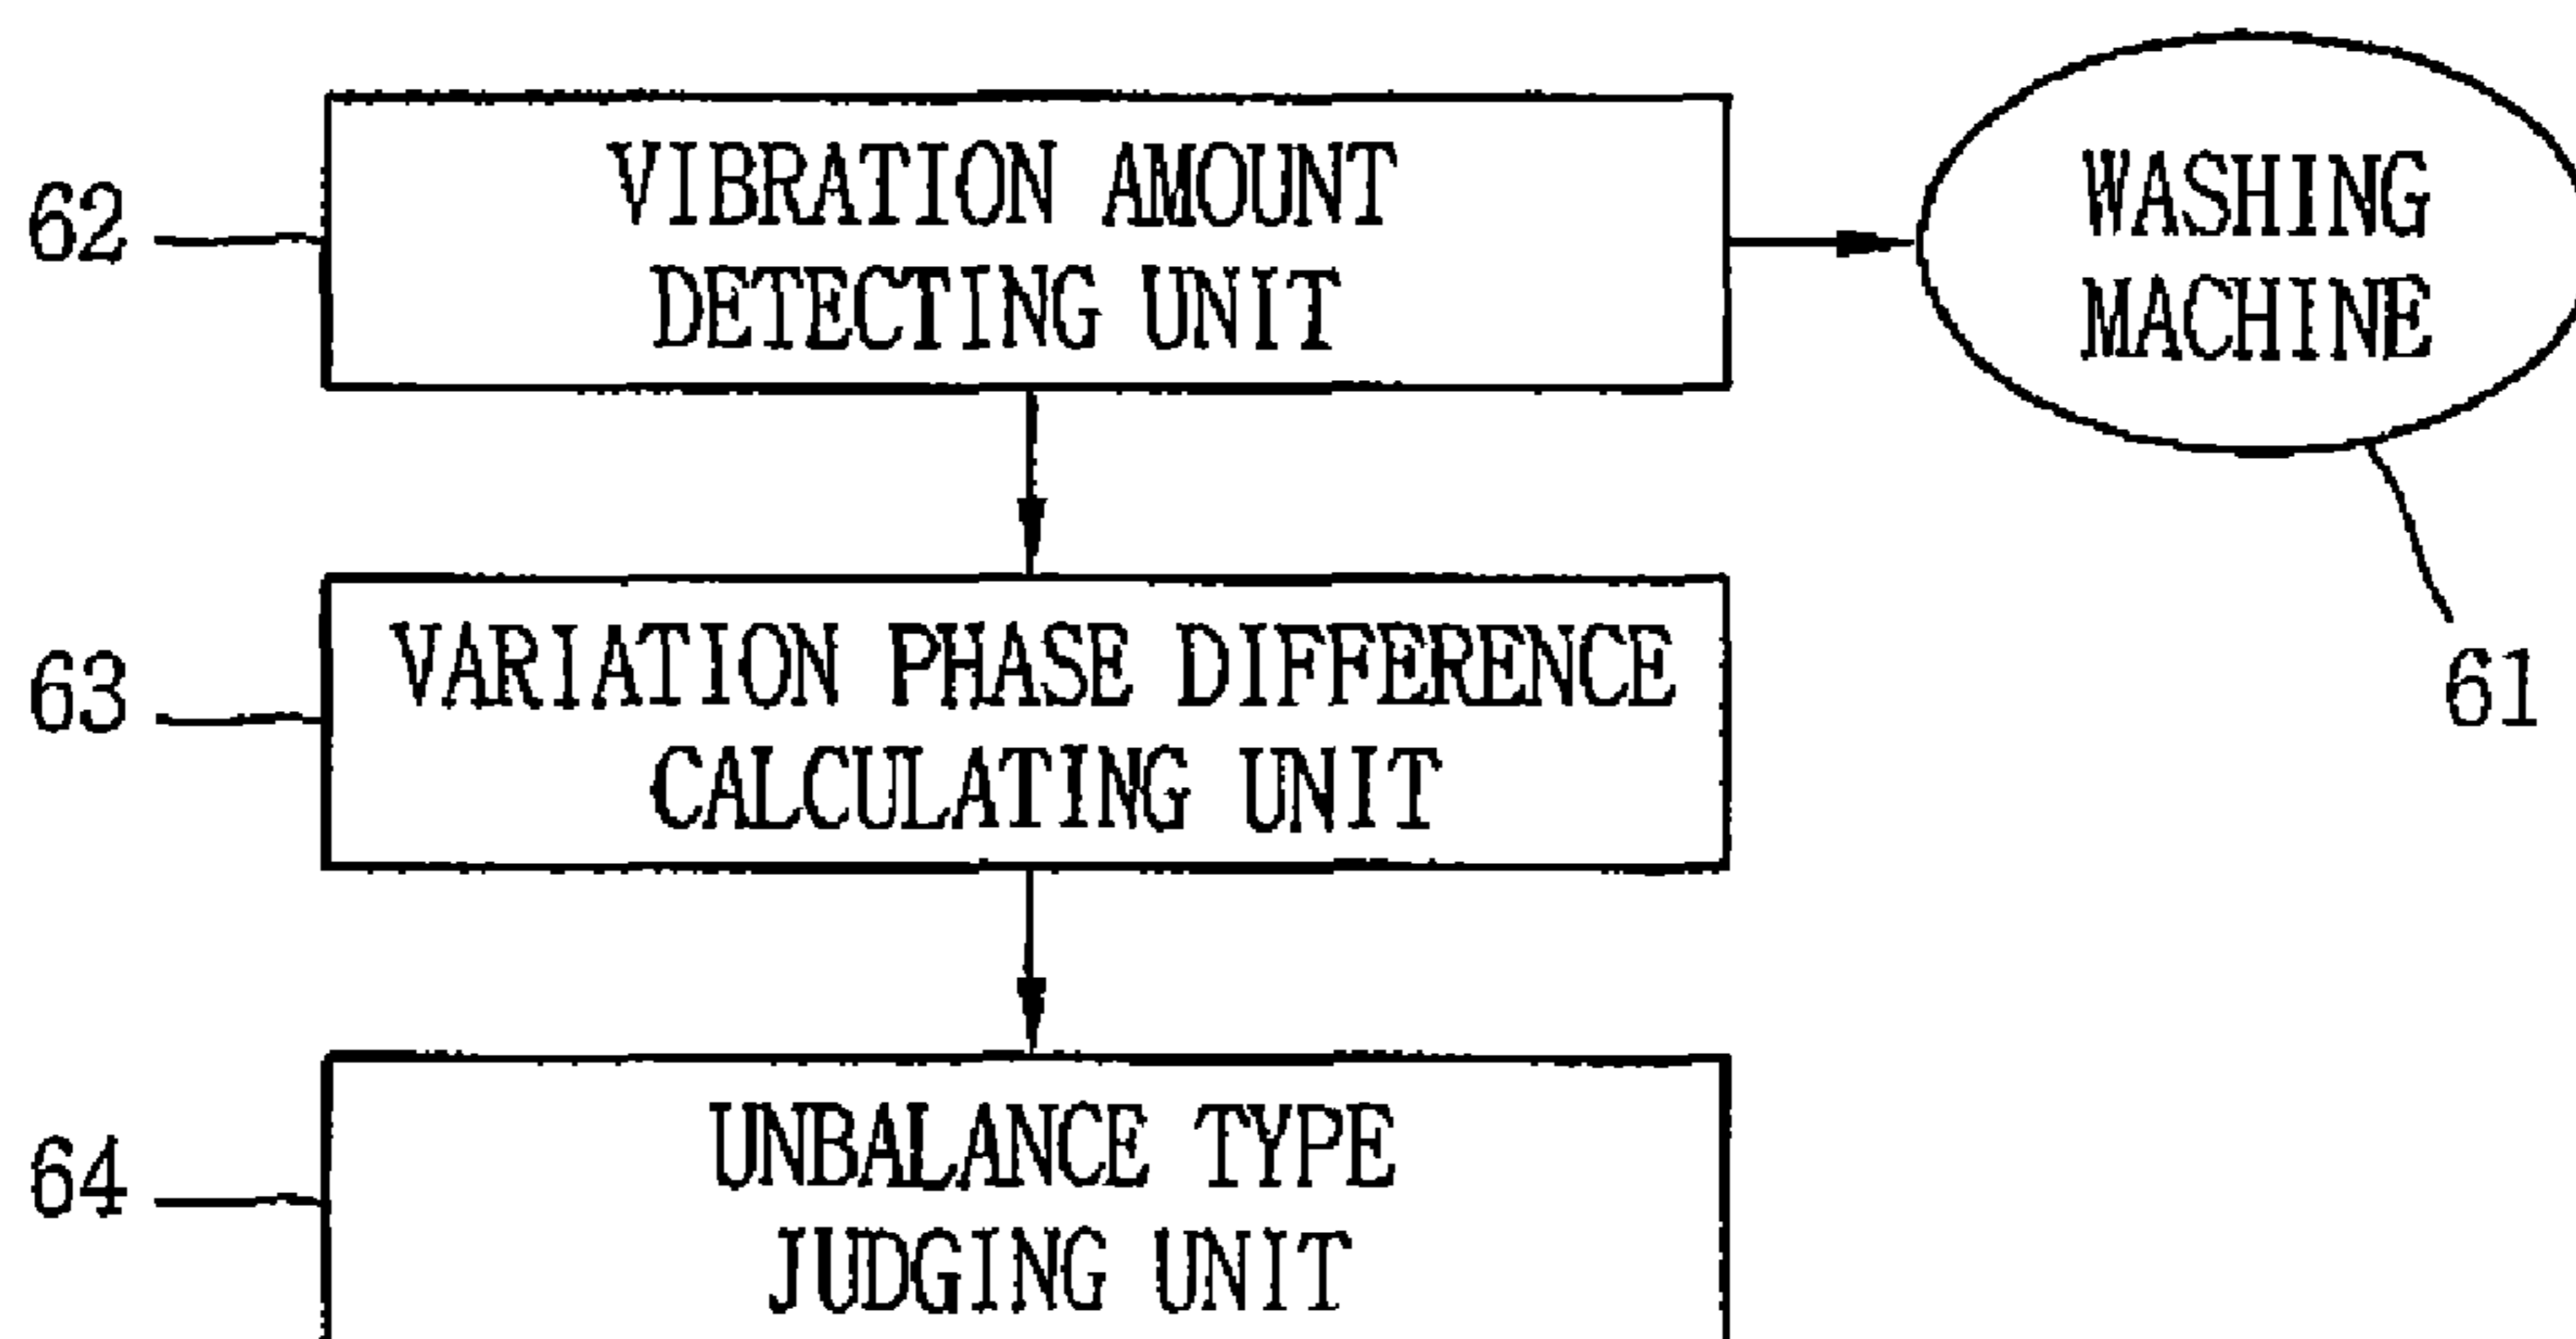 62
VIBRATION AMOUNT
DETECTING UNIT
WASHING
MACHINE
63
VARIATION PHASE DIFFERENCE
CALCULATING UNIT
61
64
UNBALANCE TYPE
JUDGING UNIT